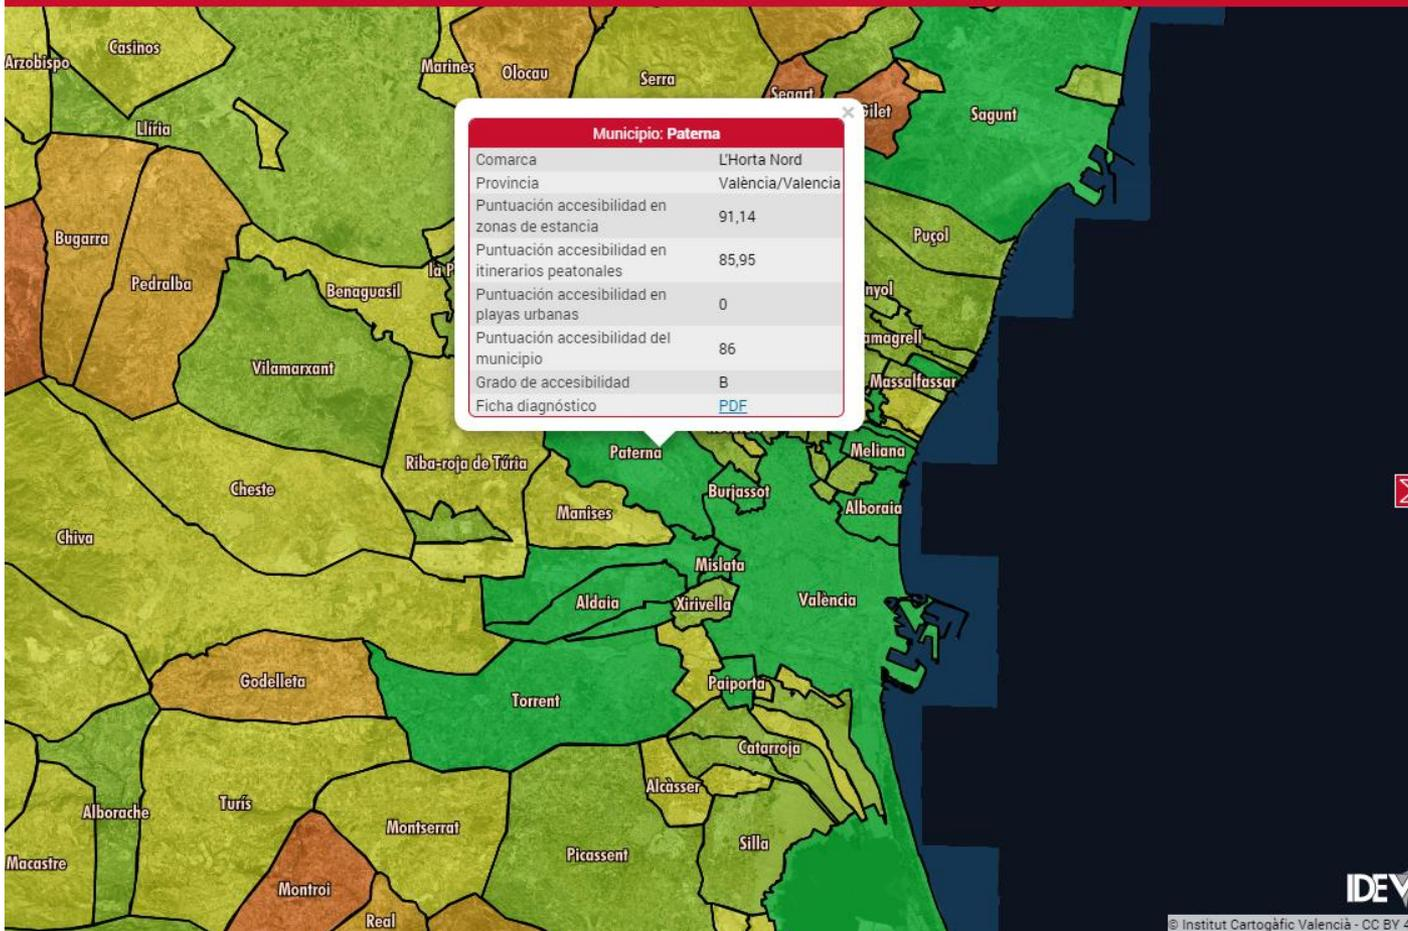 Casinos
Arzobispo
Marines
Olocau
Serra
Segart
Gilet
Sagunt
Llíria
Bugarra
Pedralba
Benaguasil
Vilamarxant
Puçol
Massalfassar
×
Municipio: Paterna
Comarca L'Horta Nord
Provincia València/Valencia
Puntuación accesibilidad en
zonas de estancia 91,14
Puntuación accesibilidad en
itinerarios peatonales 85,95
Puntuación accesibilidad en
playas urbanas 0
Puntuación accesibilidad del
municipio 86
Grado de accesibilidad B
Ficha diagnóstico PDF
Paterna
Meliana
Riba-roja de Túria
Cheste
Burjassot
Manises
Alboraia
Chiva
Mislata
Aldaia
Xirivella
València
Godelleta
Torrent
Paiporta
Catarroja
Alcàsser
Turís
Alborache
Montserrat
Silla
Picassent
Macastre
Montroi
Real
IDEV
© Institut Cartogàfic Valencià - CC BY 4